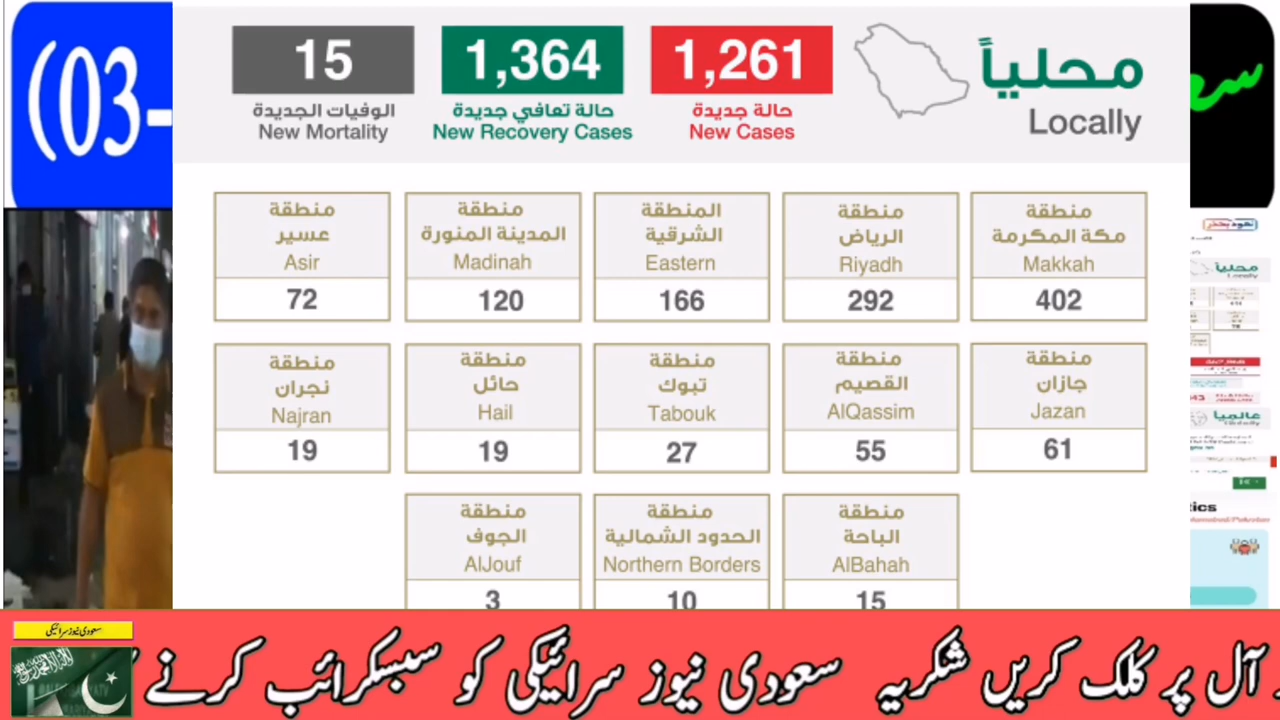 (03-
15
الوفيات الجديدة
New Mortality
1,364
حالة تعافي جديدة
New Recovery Cases
1,261
حالة جديدة
New Cases
محلياً
Locally
منطقة
عسير
Asir
72
منطقة
المدينة المنورة
Madinah
120
المنطقة
الشرقية
Eastern
166
منطقة
الرياض
Riyadh
292
منطقة
مكة المكرمة
Makkah
402
منطقة
نجران
Najran
19
منطقة
حائل
Hail
19
منطقة
تبوك
Tabouk
27
منطقة
القصيم
AlQassim
55
منطقة
جازان
Jazan
61
منطقة
الجوف
AlJouf
3
منطقة
الحدود الشمالية
Northern Borders
10
منطقة
الباحة
AlBahah
15
محلياً
Locally
عالمياً
tics
سعودی نیوز سرائیکی
آل پر کلک کریں شکریہ سعودی نیوز سرائیکی کو سبسکرائب کرنے